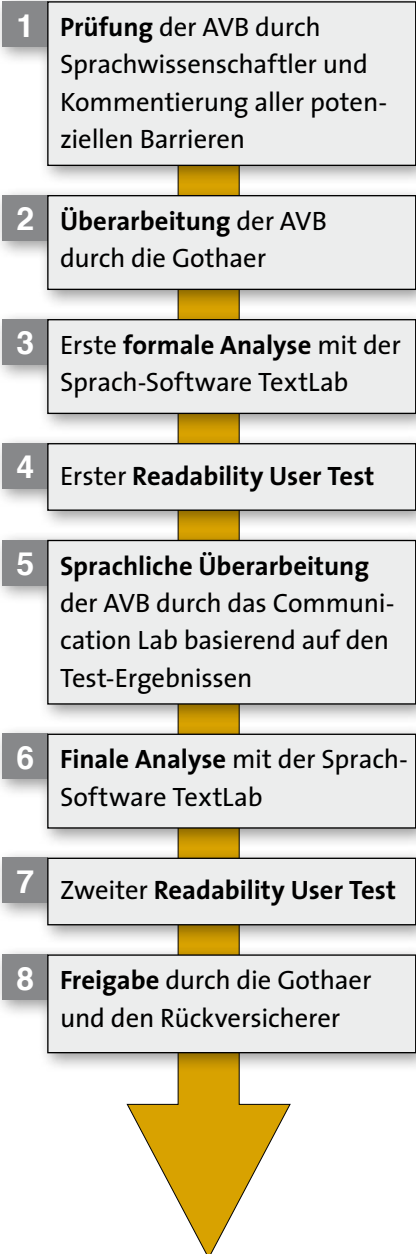 1
Prüfung der AVB durch
Sprachwissenschaftler und
Kommentierung aller poten-
ziellen Barrieren
2
Überarbeitung der AVB
durch die Gothaer
3
Erste formale Analyse mit der
Sprach-Software TextLab
4
Erster Readability User Test
5
Sprachliche Überarbeitung
der AVB durch das Communi-
cation Lab basierend auf den
Test-Ergebnissen
6
Finale Analyse mit der Sprach-
Software TextLab
7
Zweiter Readability User Test
8
Freigabe durch die Gothaer
und den Rückversicherer